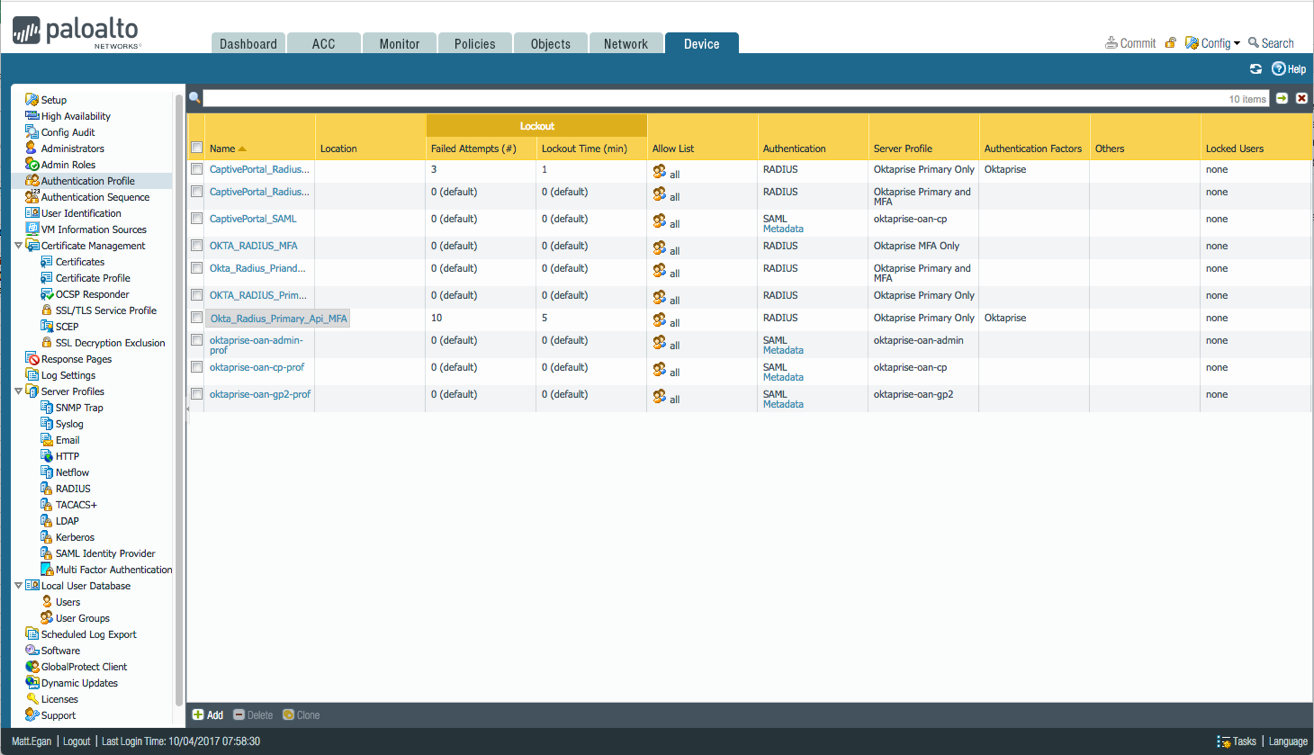 paloalto
NETWORKS
Dashboard ACC Monitor Policies Objects Network Device
Commit Config Search
Help
10 items
Setup
High Availability
Config Audit
Administrators
Admin Roles
Authentication Profile
Authentication Sequence
User Identification
VM Information Sources
Certificate Management
Certificates
Certificate Profile
OCSP Responder
SSL/TLS Service Profile
SCEP
SSL Decryption Exclusion
Response Pages
Log Settings
Server Profiles
SNMP Trap
Syslog
Email
HTTP
Netflow
RADIUS
TACACS+
LDAP
Kerberos
SAML Identity Provider
Multi Factor Authentication
Local User Database
Users
User Groups
Scheduled Log Export
Software
GlobalProtect Client
Dynamic Updates
Licenses
Support
Lockout
Name Location Failed Attempts (#) Lockout Time (min) Allow List Authentication Server Profile Authentication Factors Others Locked Users
CaptivePortal_Radius... 3 1 all RADIUS Oktaprise Primary Only Oktaprise none
CaptivePortal_Radius... 0 (default) 0 (default) all RADIUS Oktaprise Primary and none
MFA
CaptivePortal_SAML 0 (default) 0 (default) all SAML oktaprise-oan-cp none
Metadata
OKTA_RADIUS_MFA 0 (default) 0 (default) all RADIUS Oktaprise MFA Only none
Okta_Radius_Priand... 0 (default) 0 (default) all RADIUS Oktaprise Primary and none
MFA
OKTA_RADIUS_Prim... 0 (default) 0 (default) all RADIUS Oktaprise Primary Only none
Okta_Radius_Primary_Api_MFA 10 5 all RADIUS Oktaprise Primary Only Oktaprise none
oktaprise-oan-admin- 0 (default) 0 (default) all SAML oktaprise-oan-admin none
prof Metadata
oktaprise-oan-cp-prof 0 (default) 0 (default) all SAML oktaprise-oan-cp none
Metadata
oktaprise-oan-gp2-prof 0 (default) 0 (default) all SAML oktaprise-oan-gp2 none
Metadata
Add Delete Clone
Matt.Egan | Logout | Last Login Time: 10/04/2017 07:58:30
Tasks | Language